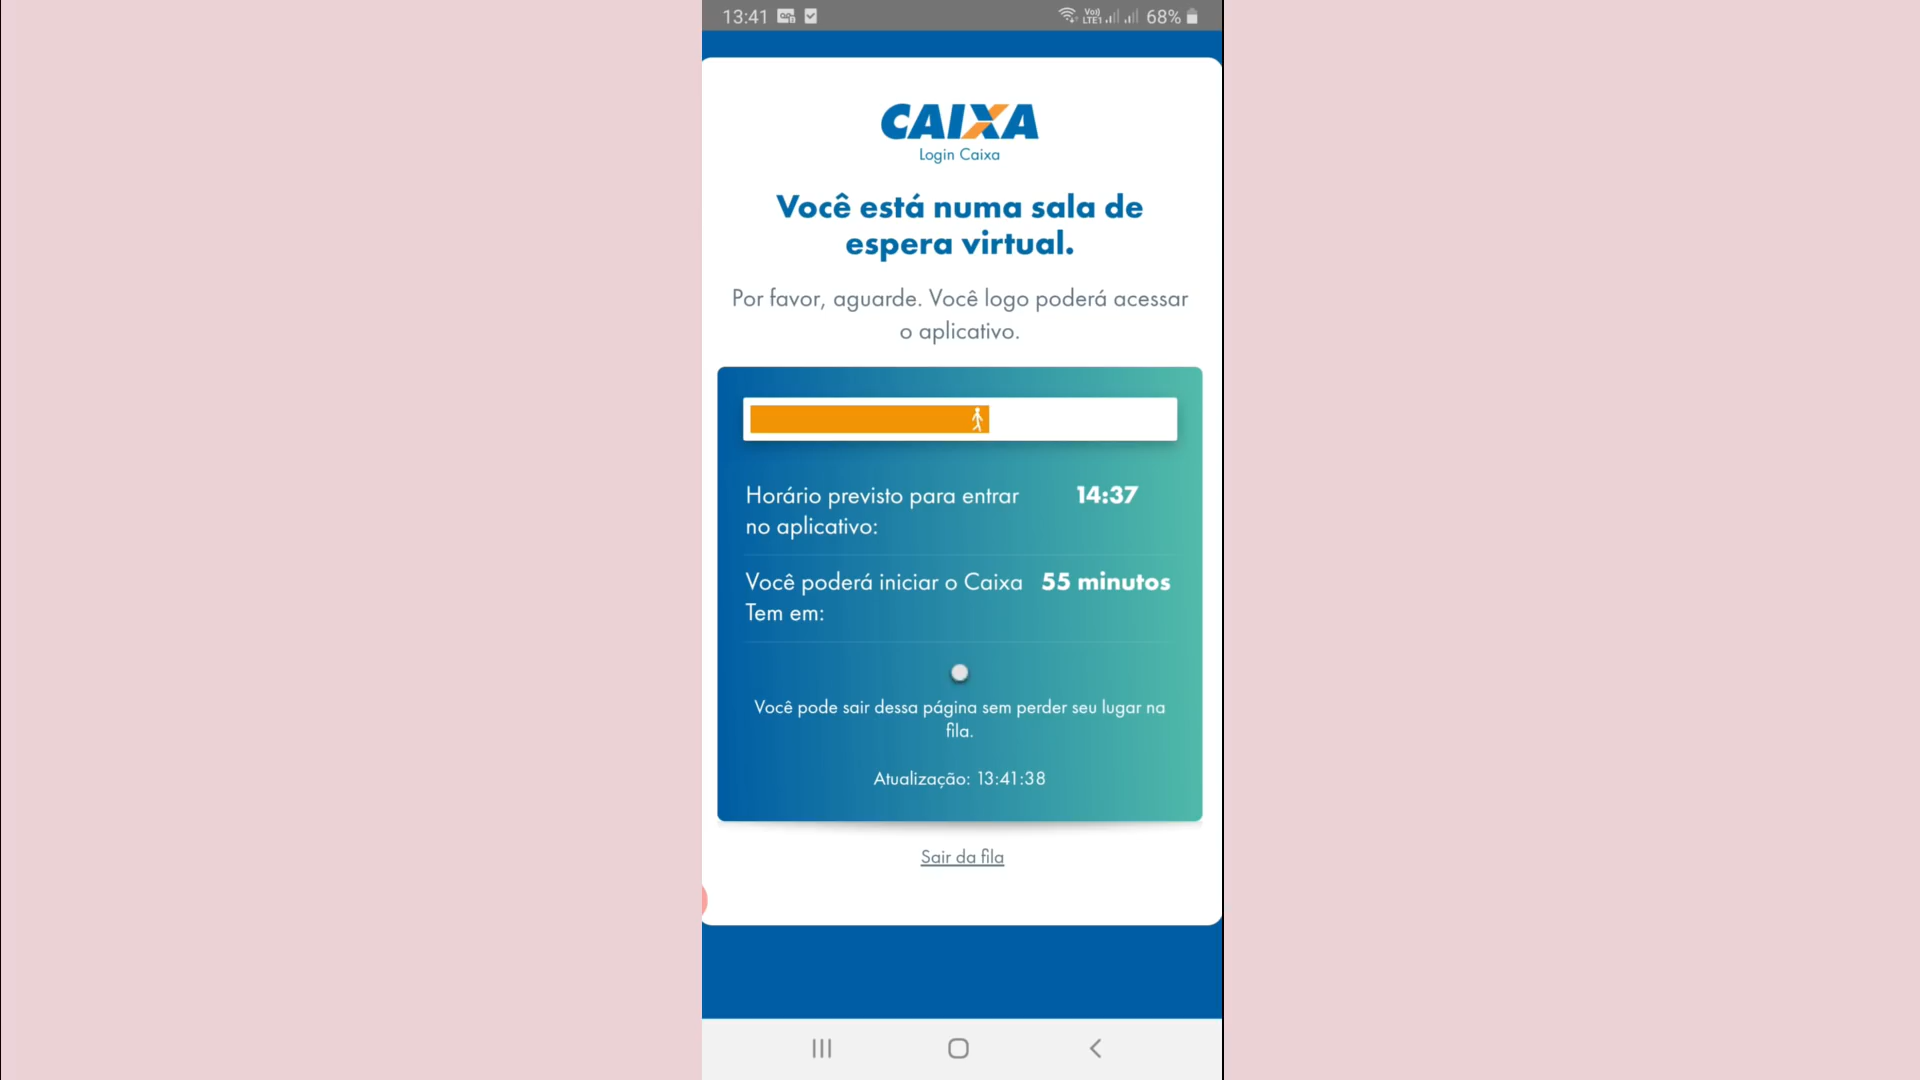 13:41
Vo)) LTE1 68%
CAIXA
Login Caixa
Você está numa sala de
espera virtual.
Por favor, aguarde. Você logo poderá acessar
o aplicativo.
Horário previsto para entrar 14:37
no aplicativo:
Você poderá iniciar o Caixa 55 minutos
Tem em:
Você pode sair dessa página sem perder seu lugar na
fila.
Atualização: 13:41:38
Sair da fila